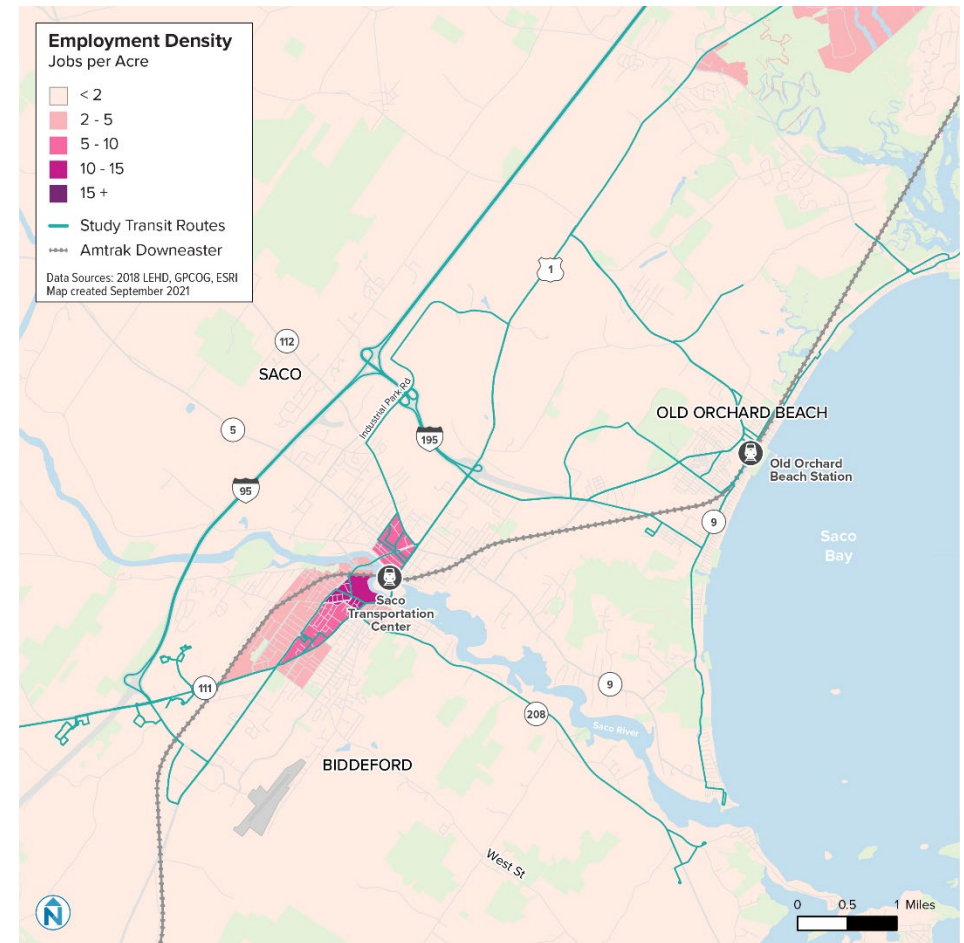 Employment Density
Jobs per Acre
< 2
2 - 5
5 - 10
10 - 15
15 +
Study Transit Routes
Amtrak Downeaster
Data Sources: 2018 LEHD, GPCOG, ESRI
Map created September 2021
1
112
SACO
Industrial Park Rd
OLD ORCHARD BEACH
5
195
Old Orchard
Beach Station
95
9
Saco
Bay
Saco
Transportation
Center
111
9
208
Saco River
BIDDEFORD
West St
N
0 0.5 1 Miles